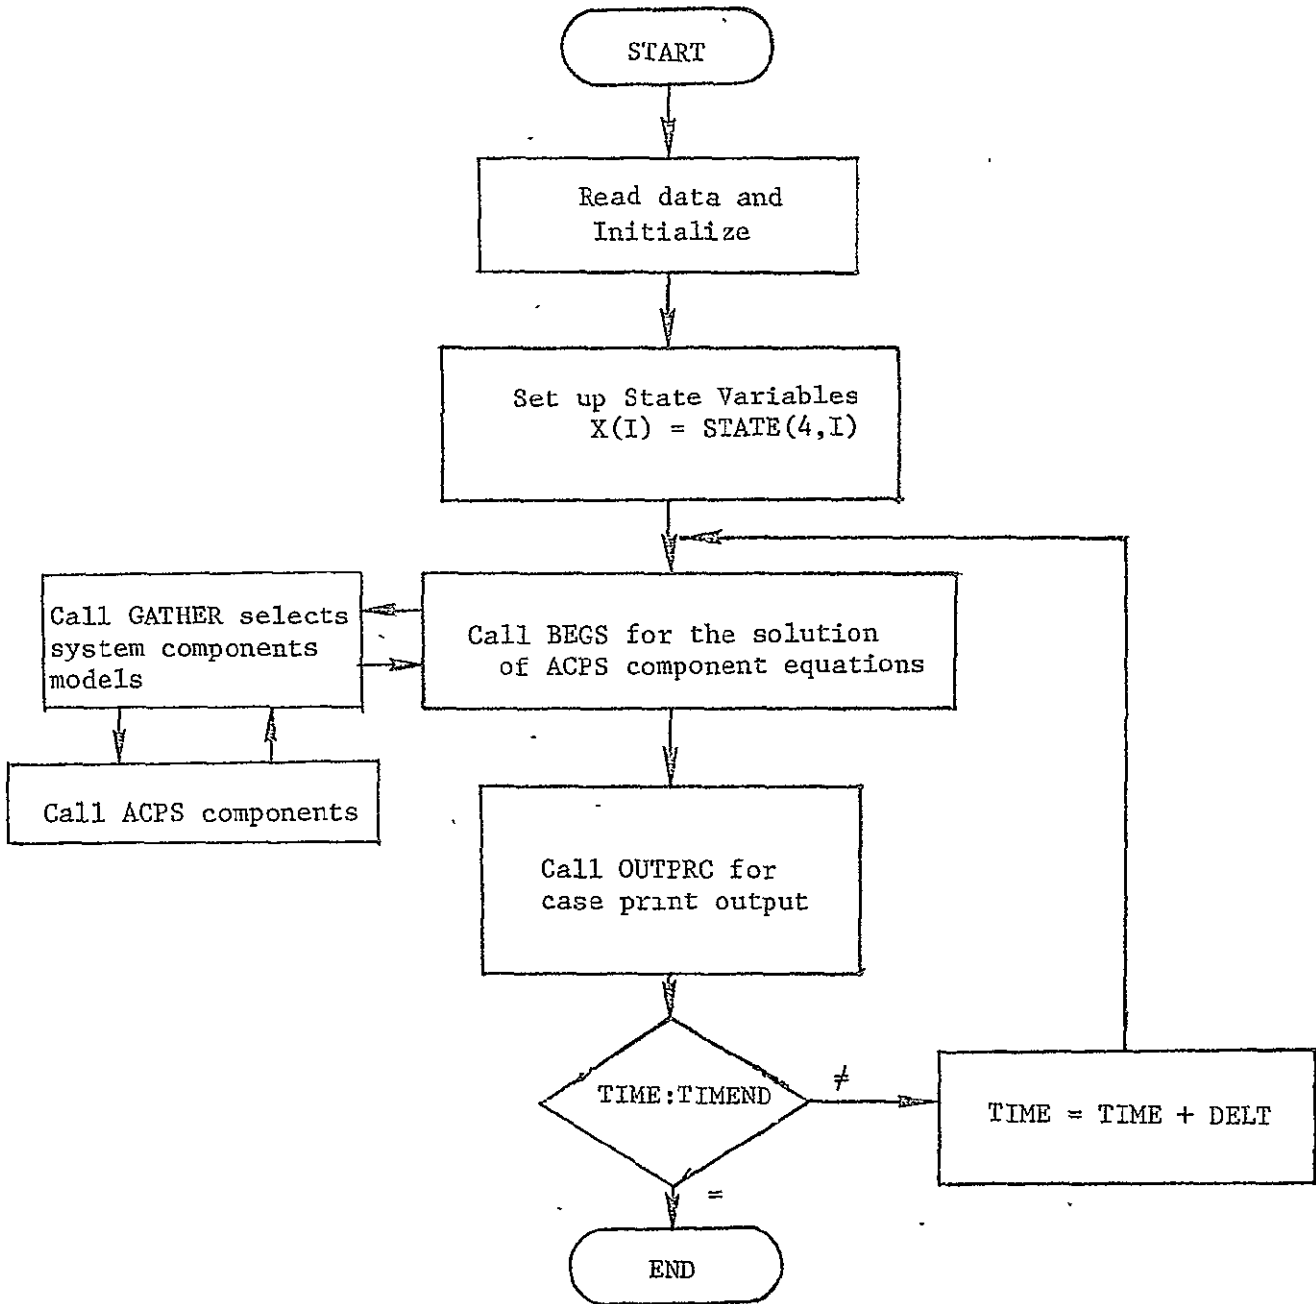 START
Read data and
Initialize
Set up State Variables
X(I) = STATE(4,I)
Call GATHER selects
system components
models
Call BEGS for the solution
of ACPS component equations
Call ACPS components
Call OUTPRC for
case print output
TIME:TIMEND
≠
TIME = TIME + DELT
=
END